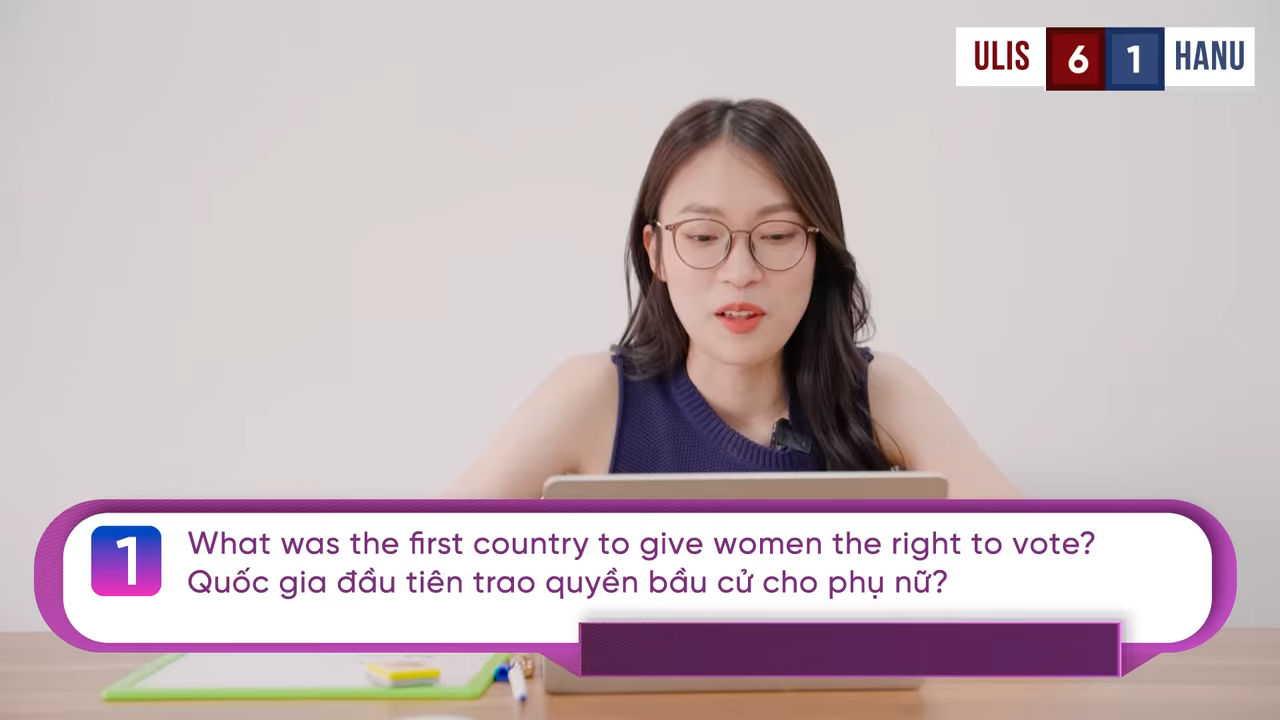 ULIS 6 1 HANU
1
What was the first country to give women the right to vote?
Quốc gia đầu tiên trao quyền bầu cử cho phụ nữ?